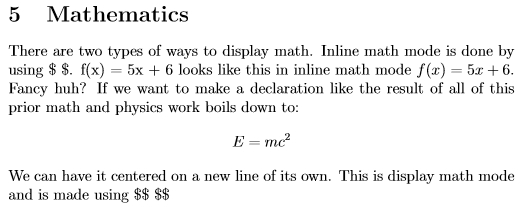 5 Mathematics
There are two types of ways to display math. Inline math mode is done by
using $ $. f(x) = 5x + 6 looks like this in inline math mode f(x) = 5x + 6.
Fancy huh? If we want to make a declaration like the result of all of this
prior math and physics work boils down to:
E = mc²
We can have it centered on a new line of its own. This is display math mode
and is made using $$ $$